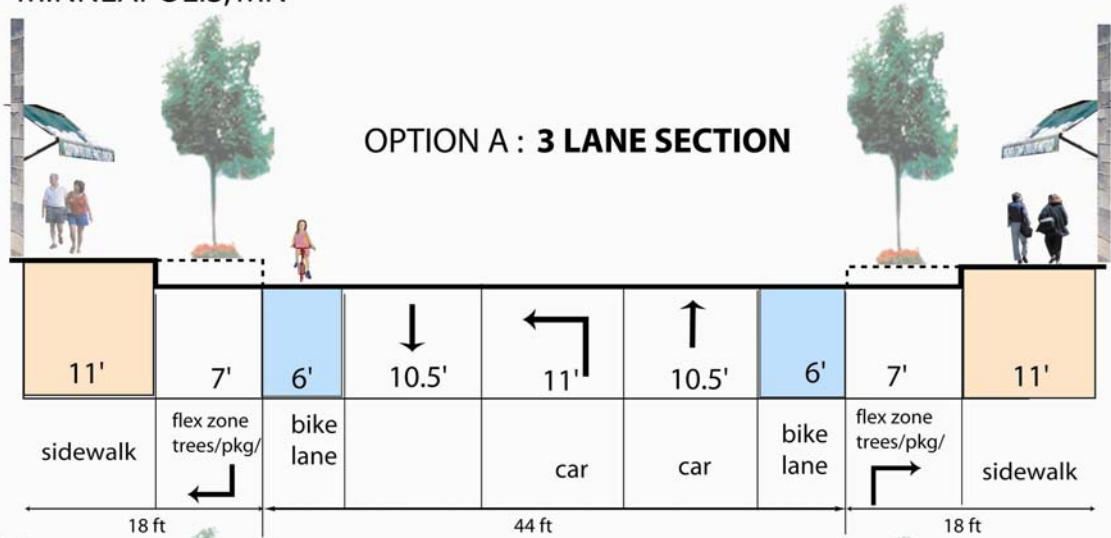 OPTION A : 3 LANE SECTION
11'
7'
6'
10.5'
11'
10.5'
6'
7'
11'
sidewalk
flex zone
trees/pkg/
bike
lane
car
car
bike
lane
flex zone
trees/pkg/
sidewalk
18 ft
44 ft
18 ft